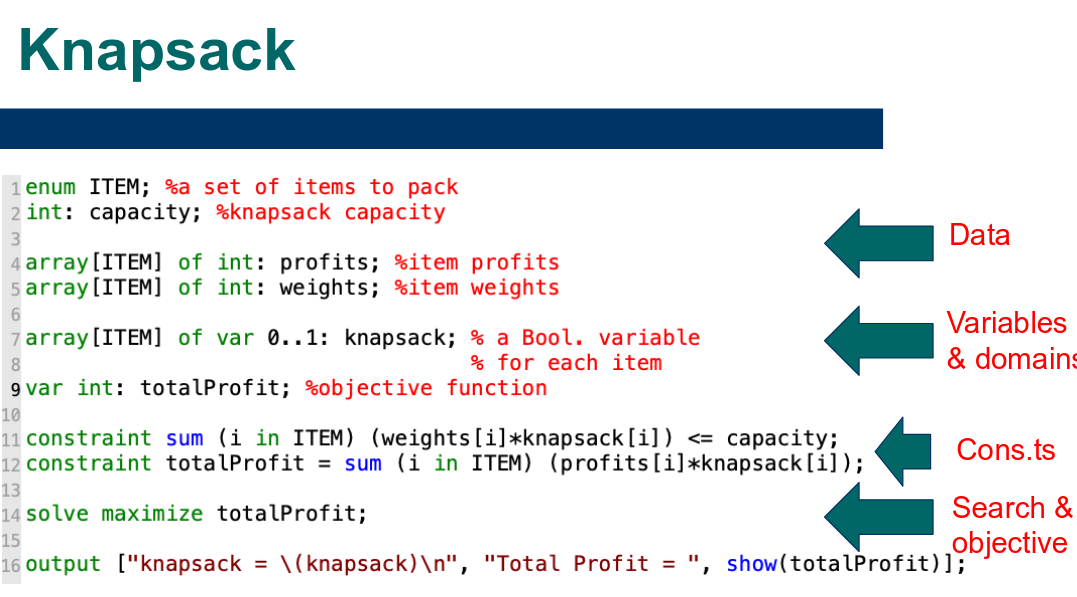 Knapsack
1 enum ITEM; %a set of items to pack
2 int: capacity; %knapsack capacity
3
4 array[ITEM] of int: profits; %item profits
5 array[ITEM] of int: weights; %item weights
6
7 array[ITEM] of var 0..1: knapsack; % a Bool. variable
8 % for each item
9 var int: totalProfit; %objective function
10
11 constraint sum (i in ITEM) (weights[i]*knapsack[i]) <= capacity;
12 constraint totalProfit = sum (i in ITEM) (profits[i]*knapsack[i]);
13
14 solve maximize totalProfit;
15
16 output ["knapsack = \(knapsack)\n", "Total Profit = ", show(totalProfit)];
Data
Variables
& domains
Cons.ts
Search &
objective